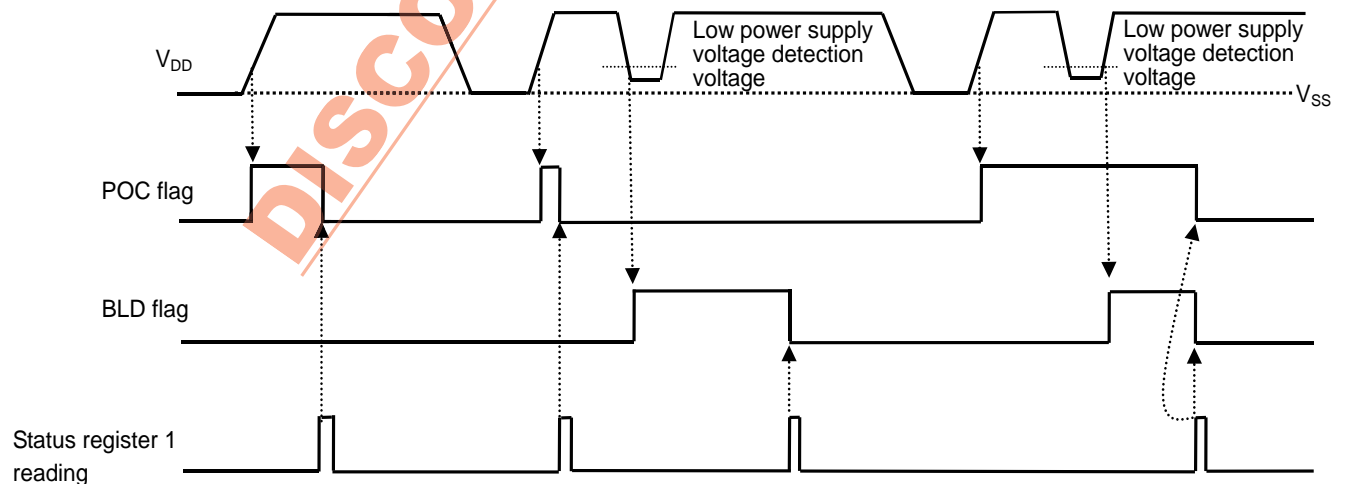 DISCO
Low power supply
voltage detection
voltage
Low power supply
voltage detection
voltage
VDD
VSS
POC flag
BLD flag
Status register 1
reading